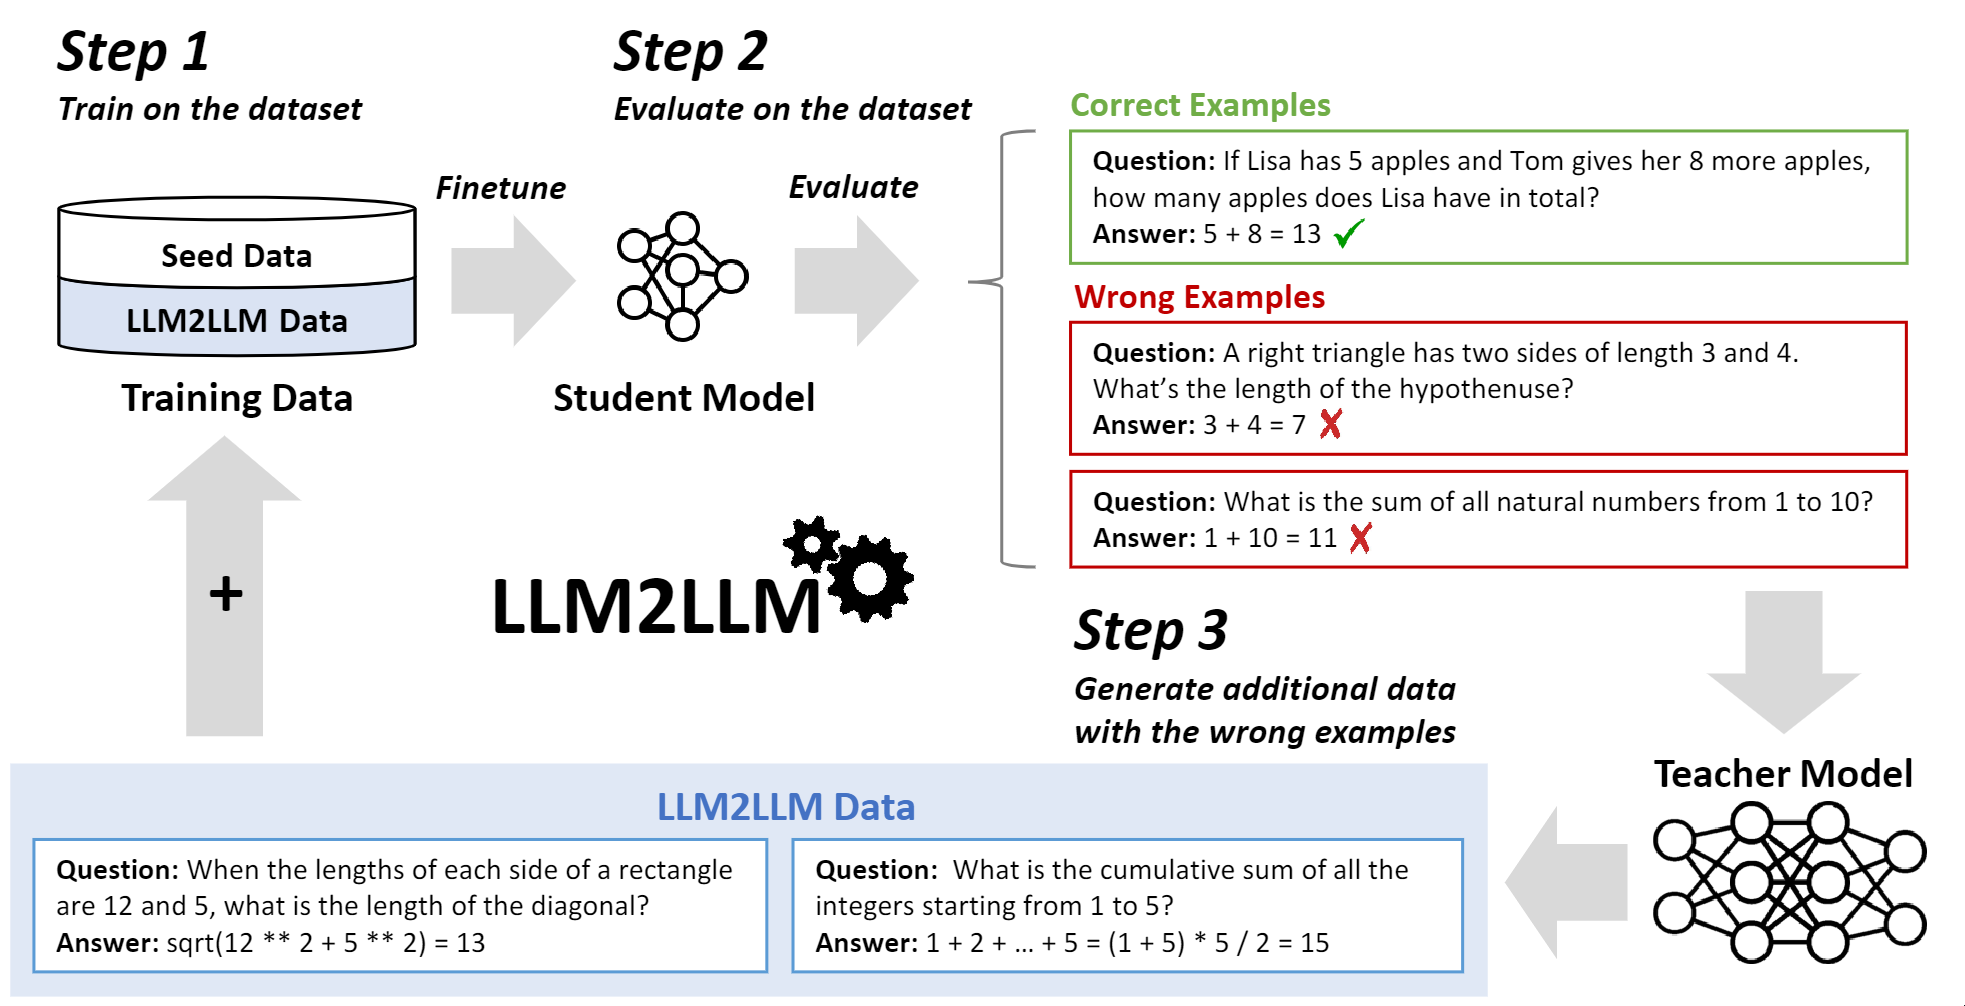 Step 1
Train on the dataset
Step 2
Evaluate on the dataset
Seed Data
LLM2LLM Data
Training Data
Finetune
Student Model
Evaluate
Correct Examples
Question: If Lisa has 5 apples and Tom gives her 8 more apples,
how many apples does Lisa have in total?
Answer: 5 + 8 = 13 ✓
Wrong Examples
Question: A right triangle has two sides of length 3 and 4.
What's the length of the hypothenuse?
Answer: 3 + 4 = 7 ✗
Question: What is the sum of all natural numbers from 1 to 10?
Answer: 1 + 10 = 11 ✗
+
LLM2LLM
Step 3
Generate additional data
with the wrong examples
Teacher Model
LLM2LLM Data
Question: When the lengths of each side of a rectangle
are 12 and 5, what is the length of the diagonal?
Answer: sqrt(12 ** 2 + 5 ** 2) = 13
Question: What is the cumulative sum of all the
integers starting from 1 to 5?
Answer: 1 + 2 + ... + 5 = (1 + 5) * 5 / 2 = 15